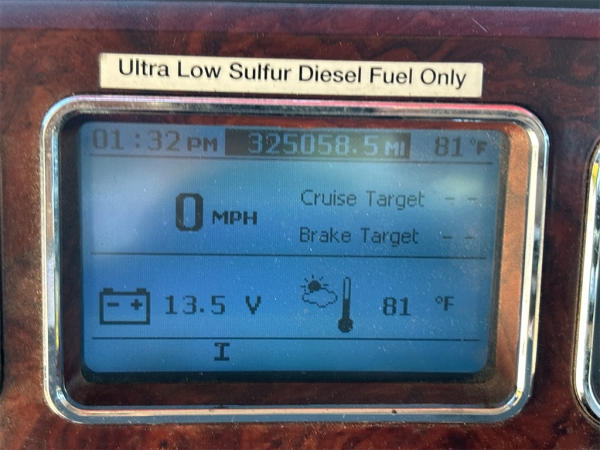 Ultra Low Sulfur Diesel Fuel Only
01:32 PM 325058.5 MI 81 °F
0 MPH
Cruise Target - -
Brake Target - -
- + 13.5 V 81 °F
I